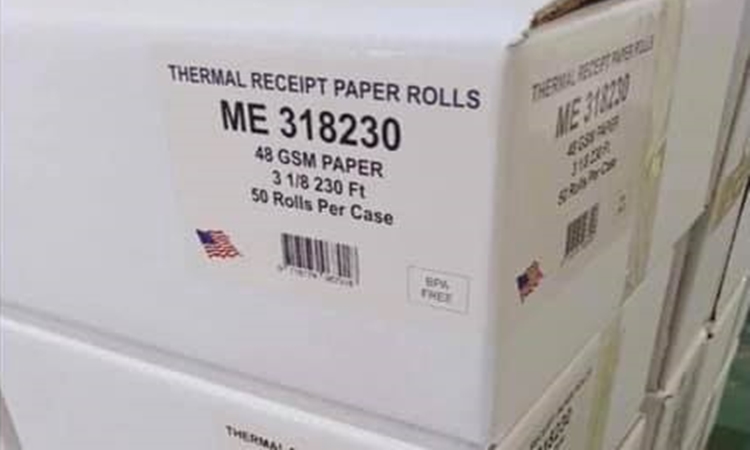 THERMAL RECEIPT PAPER ROLLS
ME 318230
48 GSM PAPER
3 1/8 230 Ft
50 Rolls Per Case
BPA
FREE
THERMAL RECEIPT PAPER ROLLS
ME 318230
48 GSM PAPER
3 1/8 230 Ft
50 Rolls Per Case
THERMAL